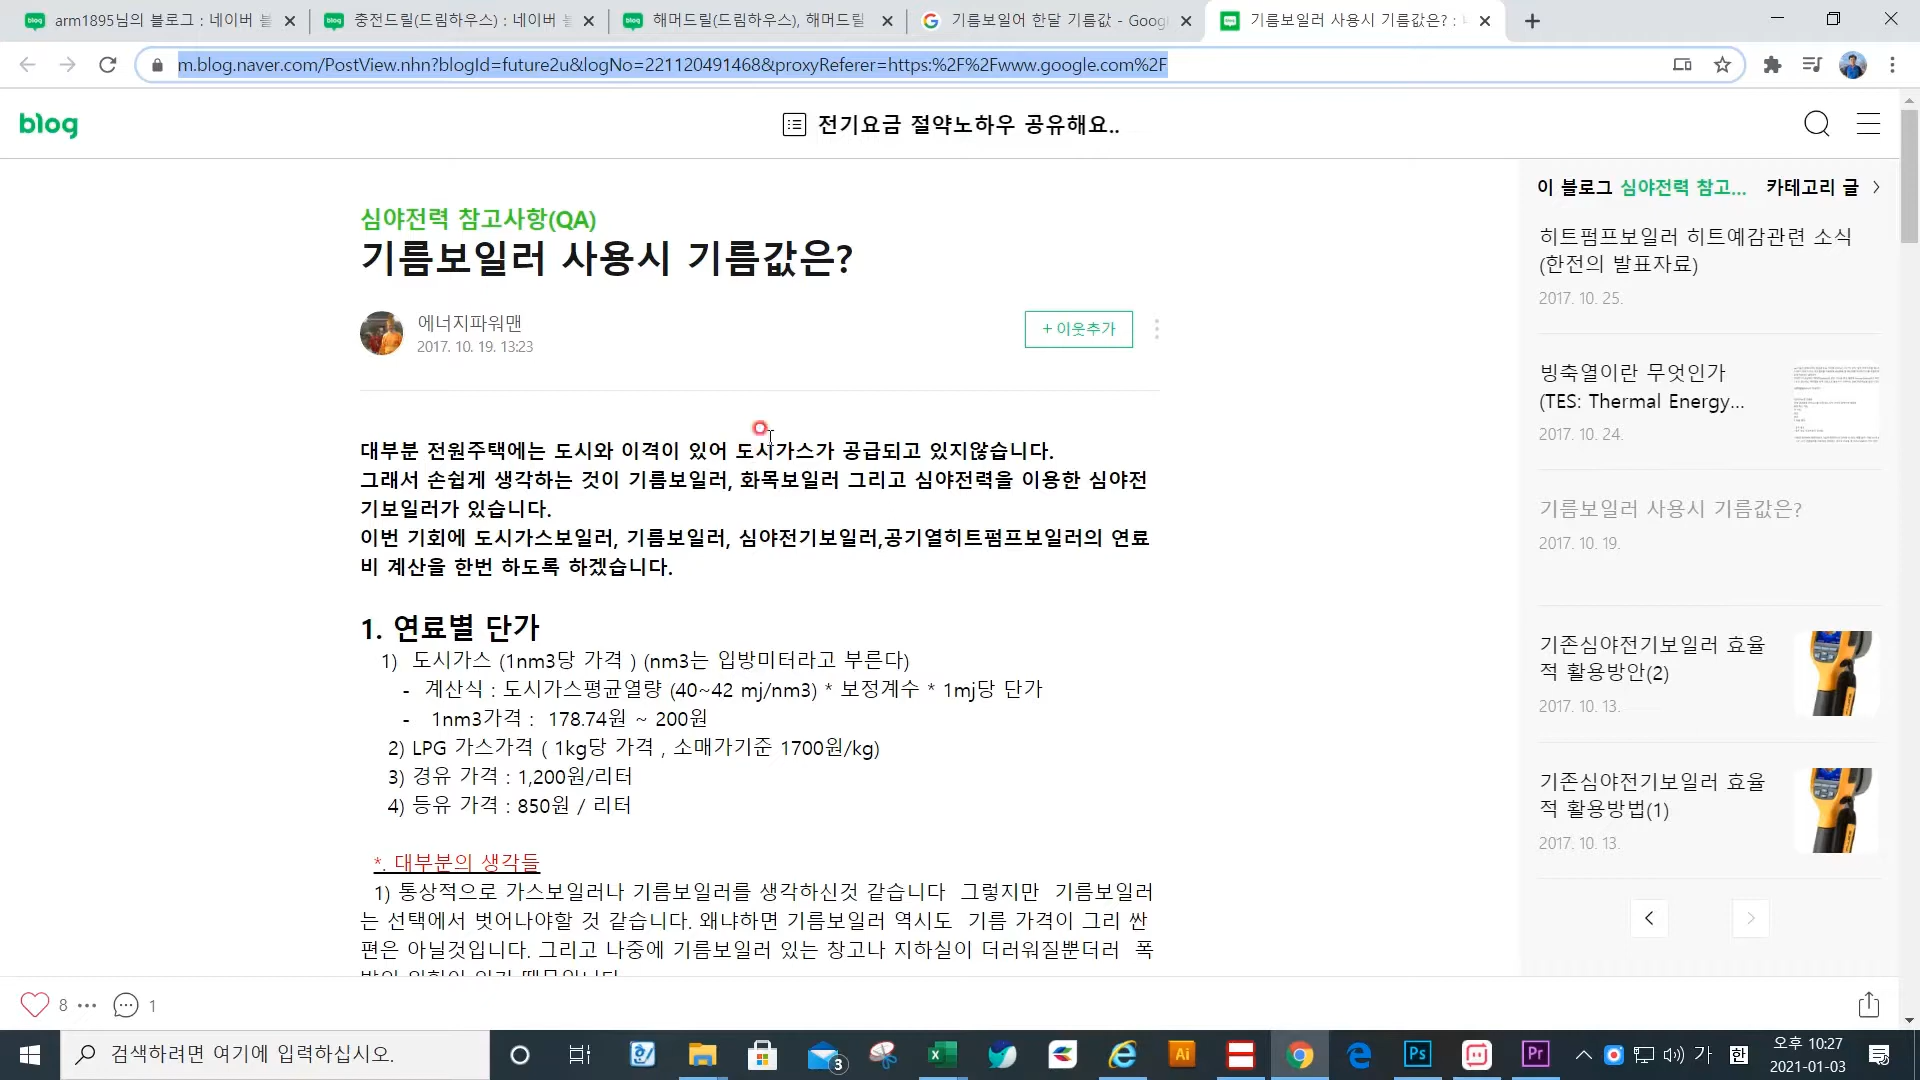 arm1895님의 블로그 : 네이버 블
충전드릴(드림하우스) : 네이버 블
해머드릴(드림하우스), 해머드릴
기름보일어 한달 기름값 - Goog
기름보일러 사용시 기름값은? :
m.blog.naver.com/PostView.nhn?blogId=future2u&logNo=221120491468&proxyReferer=https:%2F%2Fwww.google.com%2F
blog
전기요금 절약노하우 공유해요..
심야전력 참고사항(QA)
기름보일러 사용시 기름값은?
에너지파워맨
2017. 10. 19. 13:23
+ 이웃추가
대부분 전원주택에는 도시와 이격이 있어 도시가스가 공급되고 있지않습니다.
그래서 손쉽게 생각하는 것이 기름보일러, 화목보일러 그리고 심야전력을 이용한 심야전
기보일러가 있습니다.
이번 기회에 도시가스보일러, 기름보일러, 심야전기보일러,공기열히트펌프보일러의 연료
비 계산을 한번 하도록 하겠습니다.
1. 연료별 단가
1) 도시가스 (1nm3당 가격 ) (nm3는 입방미터라고 부른다)
- 계산식 : 도시가스평균열량 (40~42 mj/nm3) * 보정계수 * 1mj당 단가
- 1nm3가격 : 178.74원 ~ 200원
2) LPG 가스가격 ( 1kg당 가격 , 소매가기준 1700원/kg)
3) 경유 가격 : 1,200원/리터
4) 등유 가격 : 850원 / 리터
*. 대부분의 생각들
1) 통상적으로 가스보일러나 기름보일러를 생각하신것 같습니다 그렇지만 기름보일러
는 선택에서 벗어나야할 것 같습니다. 왜냐하면 기름보일러 역시도 기름 가격이 그리 싼
편은 아닐것입니다. 그리고 나중에 기름보일러 있는 창고나 지하실이 더러워질뿐더러 폭
이 블로그 심야전력 참고... 카테고리 글
히트펌프보일러 히트예감관련 소식
(한전의 발표자료)
2017. 10. 25.
빙축열이란 무엇인가
(TES: Thermal Energy...
2017. 10. 24.
기름보일러 사용시 기름값은?
2017. 10. 19.
기존심야전기보일러 효율
적 활용방안(2)
2017. 10. 13.
기존심야전기보일러 효율
적 활용방법(1)
2017. 10. 13.
8
1
검색하려면 여기에 입력하십시오.
3
Ai
Ps
Pr
가
한
오후 10:27
2021-01-03